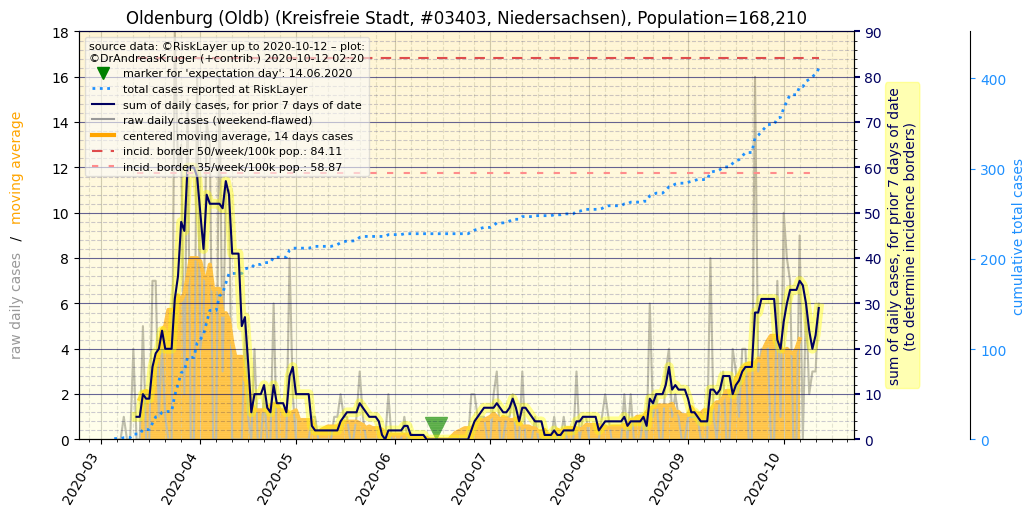 Oldenburg (Oldb) (Kreisfreie Stadt, #03403, Niedersachsen), Population=168,210
source data: ©RiskLayer up to 2020-10-12 – plot:
©DrAndreasKruger (+contrib.) 2020-10-12 02:20
marker for 'expectation day': 14.06.2020
total cases reported at RiskLayer
sum of daily cases, for prior 7 days of date
raw daily cases (weekend-flawed)
centered moving average, 14 days cases
incid. border 50/week/100k pop.: 84.11
incid. border 35/week/100k pop.: 58.87
raw daily cases / moving average
18
16
14
12
10
8
6
4
2
0
2020-03
2020-04
2020-05
2020-06
2020-07
2020-08
2020-09
2020-10
90
80
70
60
50
40
30
20
10
0
sum of daily cases, for prior 7 days of date
(to determine incidence borders)
400
300
200
100
0
cumulative total cases